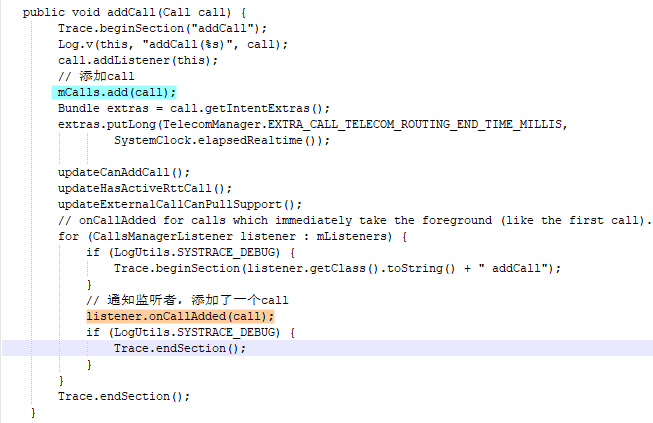 public void addCall(Call call) {
Trace.beginSection("addCall");
Log.v(this, "addCall(%s)", call);
call.addListener(this);
// 添加call
mCalls.add(call);
Bundle extras = call.getIntentExtras();
extras.putLong(TelecomManager.EXTRA_CALL_TELECOM_ROUTING_END_TIME_MILLIS,
SystemClock.elapsedRealtime());
updateCanAddCall();
updateHasActiveRttCall();
updateExternalCallCanPullSupport();
// onCallAdded for calls which immediately take the foreground (like the first call).
for (CallsManagerListener listener : mListeners) {
if (LogUtils.SYSTRACE_DEBUG) {
Trace.beginSection(listener.getClass().toString() + " addCall");
}
// 通知监听者，添加了一个call
listener.onCallAdded(call);
if (LogUtils.SYSTRACE_DEBUG) {
Trace.endSection();
}
}
Trace.endSection();
}